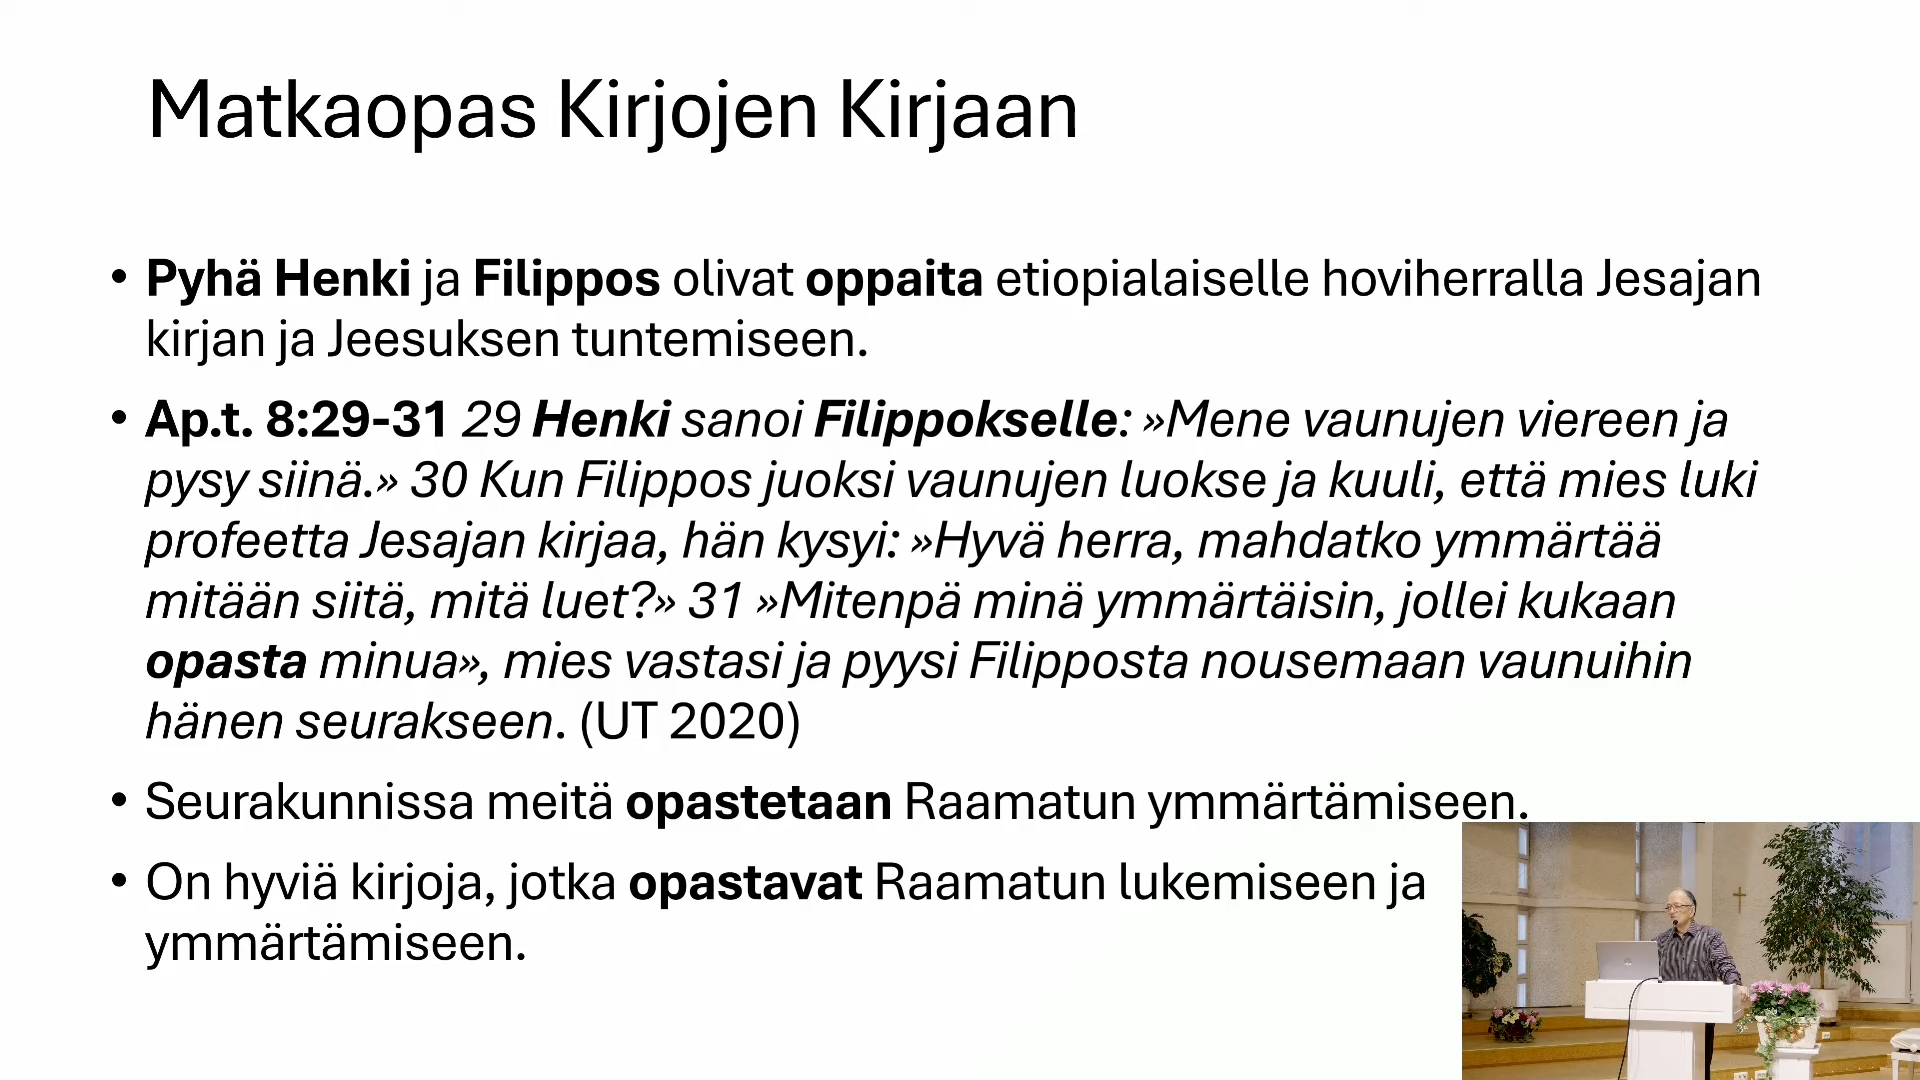 Matkaopas Kirjojen Kirjaan
• Pyhä Henki ja Filippos olivat oppaita etiopialaiselle hoviherralla Jesajan
kirjan ja Jeesuksen tuntemiseen.
• Ap.t. 8:29-31 29 Henki sanoi Filippokselle: »Mene vaunujen viereen ja
pysy siinä.» 30 Kun Filippos juoksi vaunujen luokse ja kuuli, että mies luki
profeetta Jesajan kirjaa, hän kysyi: »Hyvä herra, mahdatko ymmärtää
mitään siitä, mitä luet?» 31 »Mitenpä minä ymmärtäisin, jollei kukaan
opasta minua», mies vastasi ja pyysi Filipposta nousemaan vaunuihin
hänen seurakseen. (UT 2020)
• Seurakunnissa meitä opastetaan Raamatun ymmärtämiseen.
• On hyviä kirjoja, jotka opastavat Raamatun lukemiseen ja
ymmärtämiseen.